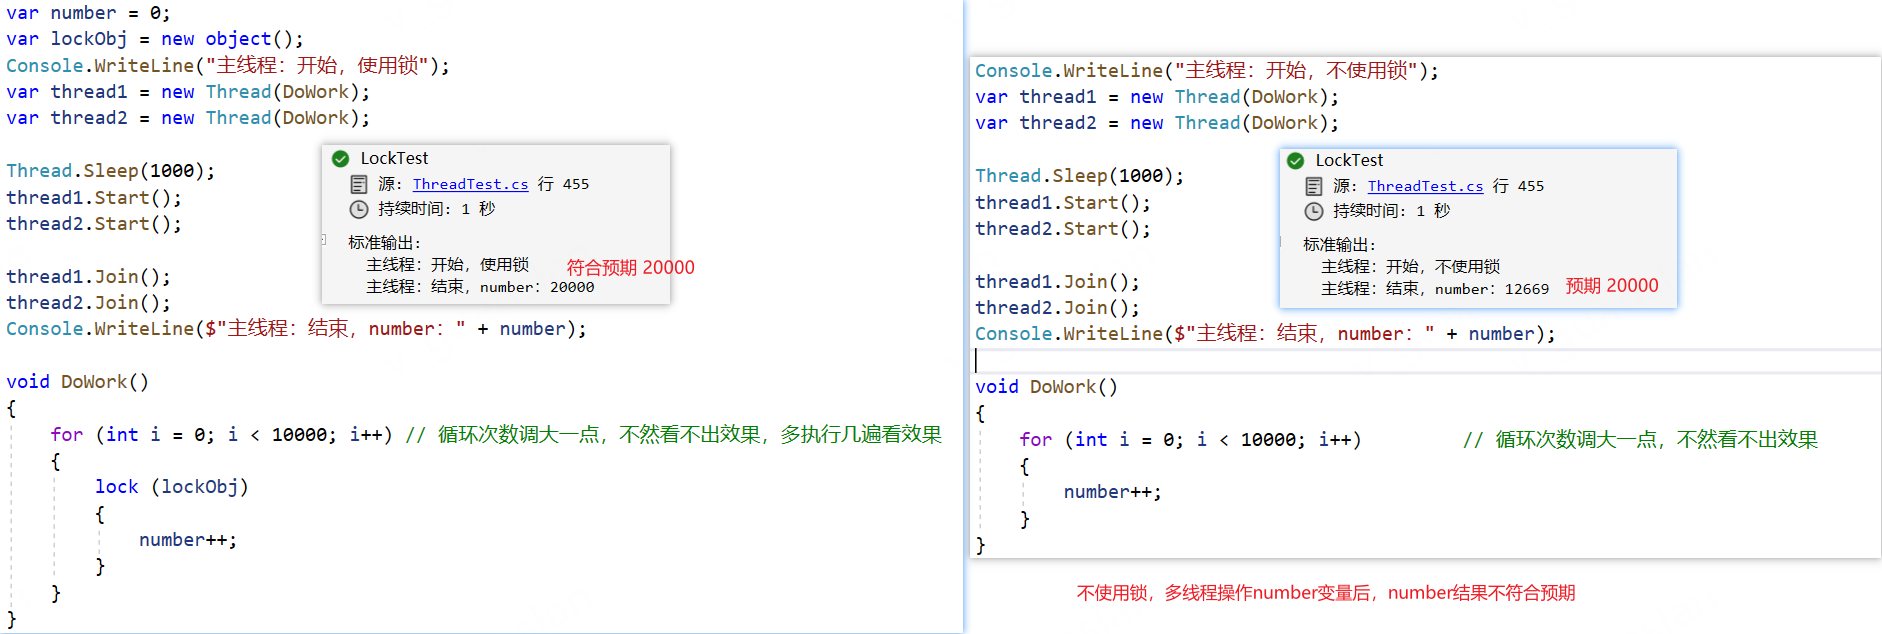 var number = 0;
var lockObj = new object();
Console.WriteLine("主线程：开始，使用锁");
var thread1 = new Thread(DoWork);
var thread2 = new Thread(DoWork);
Thread.Sleep(1000);
thread1.Start();
thread2.Start();
thread1.Join();
thread2.Join();
Console.WriteLine($"主线程：结束，number：" + number);
void DoWork()
{
for (int i = 0; i < 10000; i++) // 循环次数调大一点，不然看不出效果，多执行几遍看效果
{
lock (lockObj)
{
number++;
}
}
}
LockTest
源： ThreadTest.cs 行 455
持续时间：1 秒
标准输出：
主线程：开始，使用锁
符合预期 20000
主线程：结束，number：20000
Console.WriteLine("主线程：开始，不使用锁");
var thread1 = new Thread(DoWork);
var thread2 = new Thread(DoWork);
Thread.Sleep(1000);
thread1.Start();
thread2.Start();
thread1.Join();
thread2.Join();
Console.WriteLine($"主线程：结束，number：" + number);
void DoWork()
{
for (int i = 0; i < 10000; i++) // 循环次数调大一点，不然看不出效果
{
number++;
}
}
LockTest
源： ThreadTest.cs 行 455
持续时间：1 秒
标准输出：
主线程：开始，不使用锁
主线程：结束，number：12669
预期 20000
不使用锁，多线程操作number变量后，number结果不符合预期